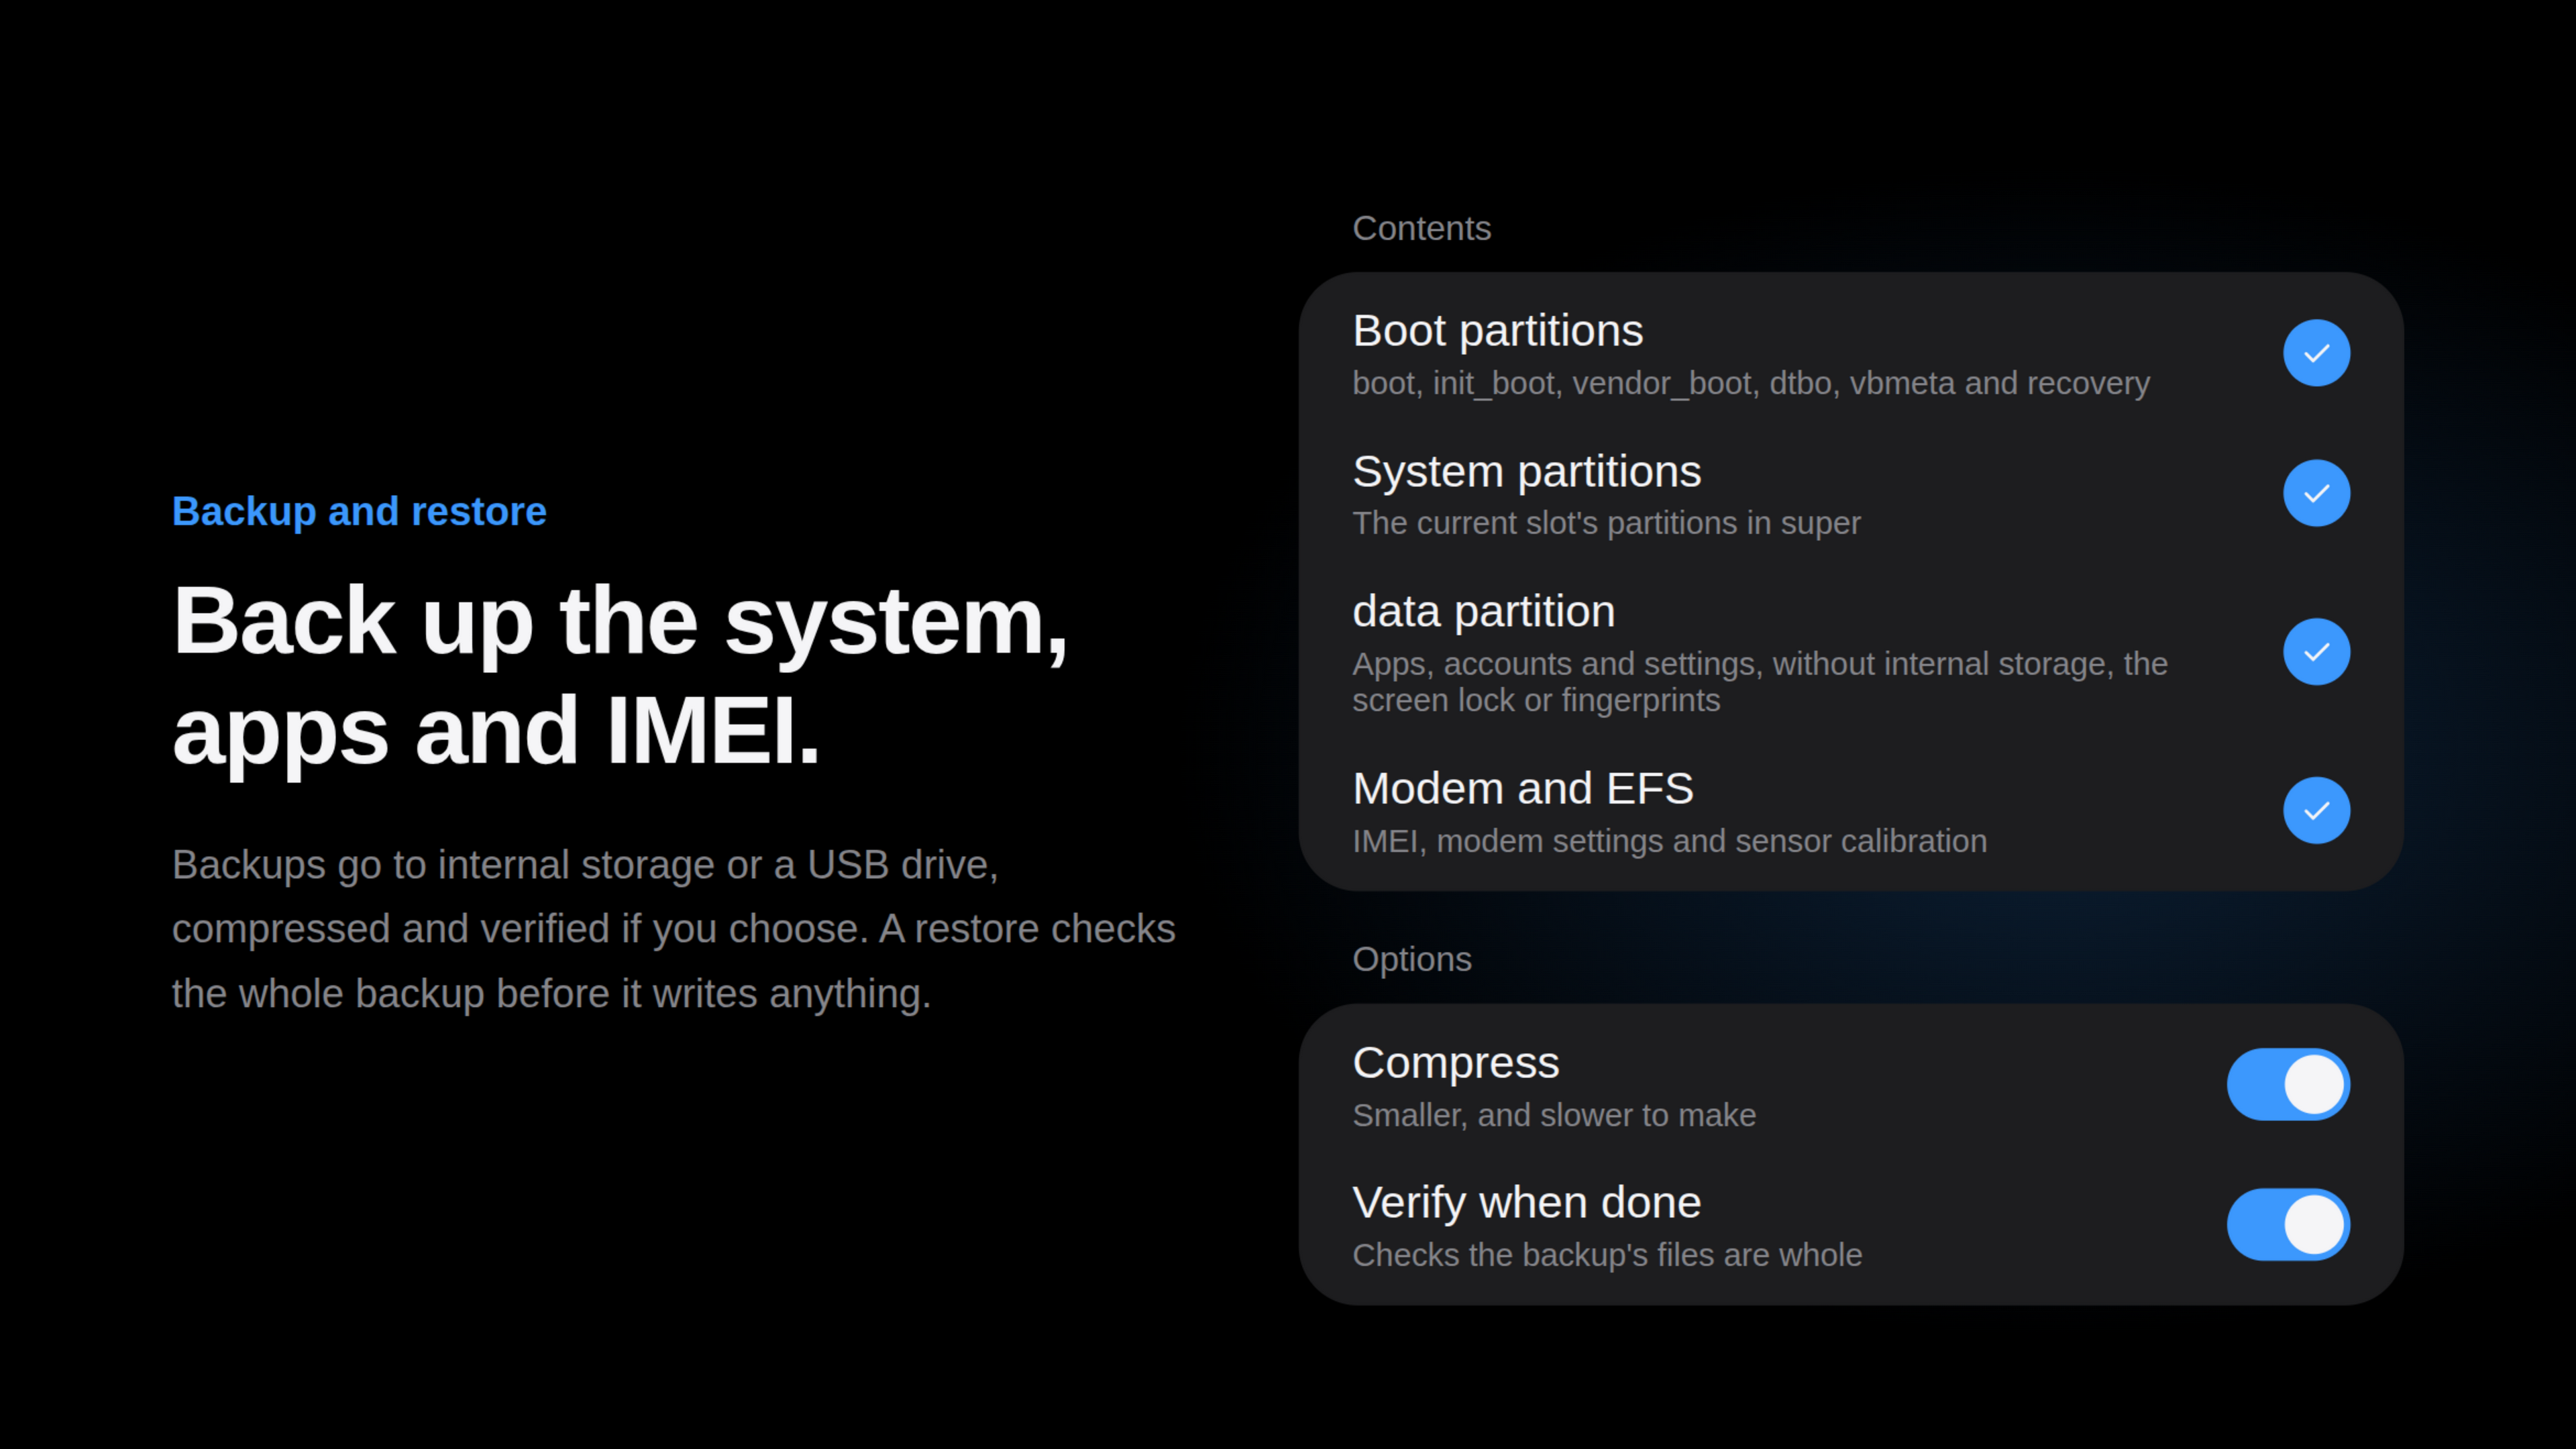 Backup and restore
Back up the system,
apps and IMEI.
Backups go to internal storage or a USB drive,
compressed and verified if you choose. A restore checks
the whole backup before it writes anything.
Contents
Boot partitions
boot, init_boot, vendor_boot, dtbo, vbmeta and recovery
System partitions
The current slot's partitions in super
data partition
Apps, accounts and settings, without internal storage, the
screen lock or fingerprints
Modem and EFS
IMEI, modem settings and sensor calibration
Options
Compress
Smaller, and slower to make
Verify when done
Checks the backup's files are whole